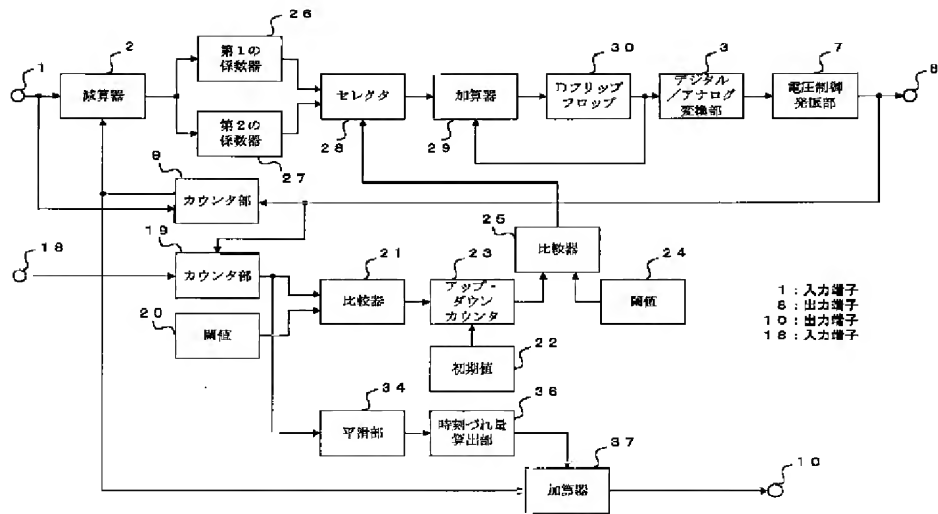 26
2
第1の
係数器
1
減算器
第2の
係数器
27
セレクタ
28
加算器
29
30
Dフリップ
フロップ
3
デジタル
／アナログ
変換部
7
電圧制御
発振部
8
9
カウンタ部
18
19
カウンタ部
20
閾値
21
比較器
23
アップ・
ダウン
カウンタ
25
比較器
24
閾値
22
初期値
1：入力端子
8：出力端子
10：出力端子
18：入力端子
34
平滑部
36
時刻づれ量
算出部
37
加算器
10